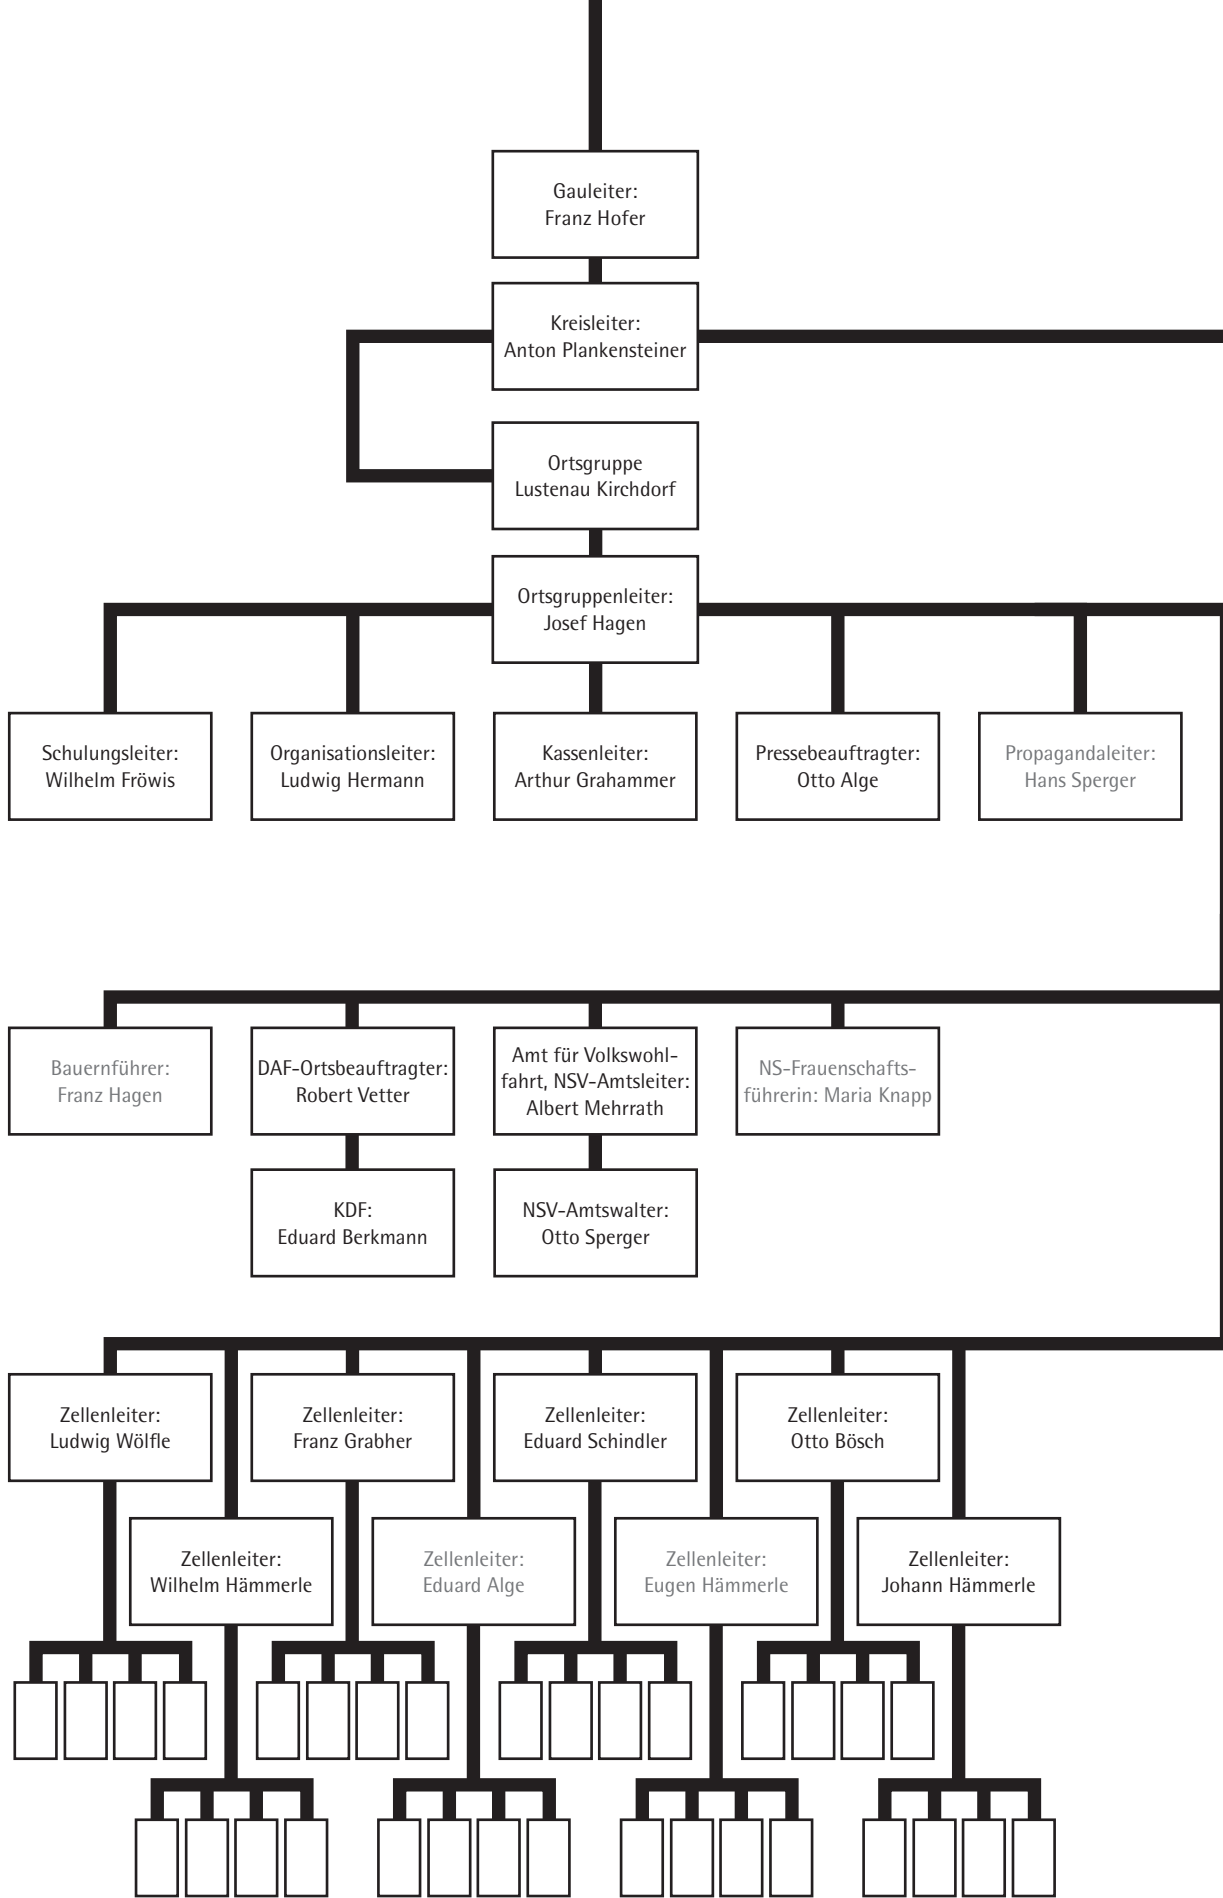 Gauleiter:
Franz Hofer
Kreisleiter:
Anton Plankensteiner
Ortsgruppe
Lustenau Kirchdorf
Ortsgruppenleiter:
Josef Hagen
Schulungsleiter:
Wilhelm Fröwis
Organisationsleiter:
Ludwig Hermann
Kassenleiter:
Arthur Grahammer
Pressebeauftragter:
Otto Alge
Propagandaleiter:
Hans Sperger
Bauernführer:
Franz Hagen
DAF-Ortsbeauftragter:
Robert Vetter
Amt für Volkswohl-
fahrt, NSV-Amtsleiter:
Albert Mehrrath
NS-Frauenschafts-
führerin: Maria Knapp
KDF:
Eduard Berkmann
NSV-Amtswalter:
Otto Sperger
Zellenleiter:
Ludwig Wölfle
Zellenleiter:
Franz Grabher
Zellenleiter:
Eduard Schindler
Zellenleiter:
Otto Bösch
Zellenleiter:
Wilhelm Hämmerle
Zellenleiter:
Eduard Alge
Zellenleiter:
Eugen Hämmerle
Zellenleiter:
Johann Hämmerle